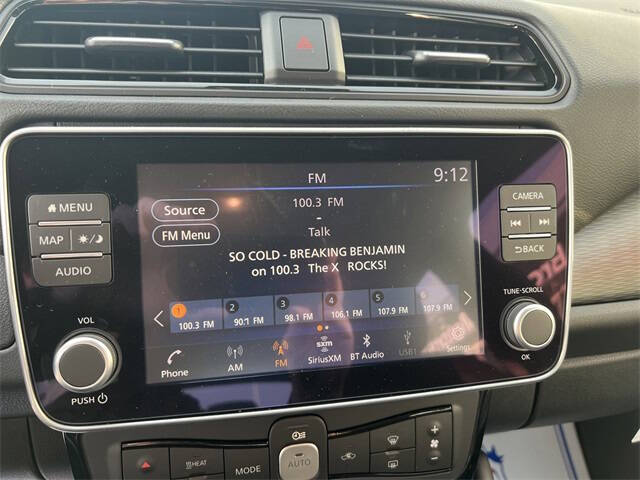 FM
9:12
MENU
CAMERA
Source
100.3 FM
-
Talk
MAP
FM Menu
BACK
AUDIO
SO COLD - BREAKING BENJAMIN
on 100.3 The X ROCKS!
TUNE·SCROLL
1 2 3 4 5 6
100.3 FM 90.1 FM 98.1 FM 106.1 FM 107.9 FM 107.9 FM
VOL
sxm
Phone AM FM SiriusXM BT Audio USB1 Settings
OK
PUSH
HEAT
MODE
AUTO
+
-